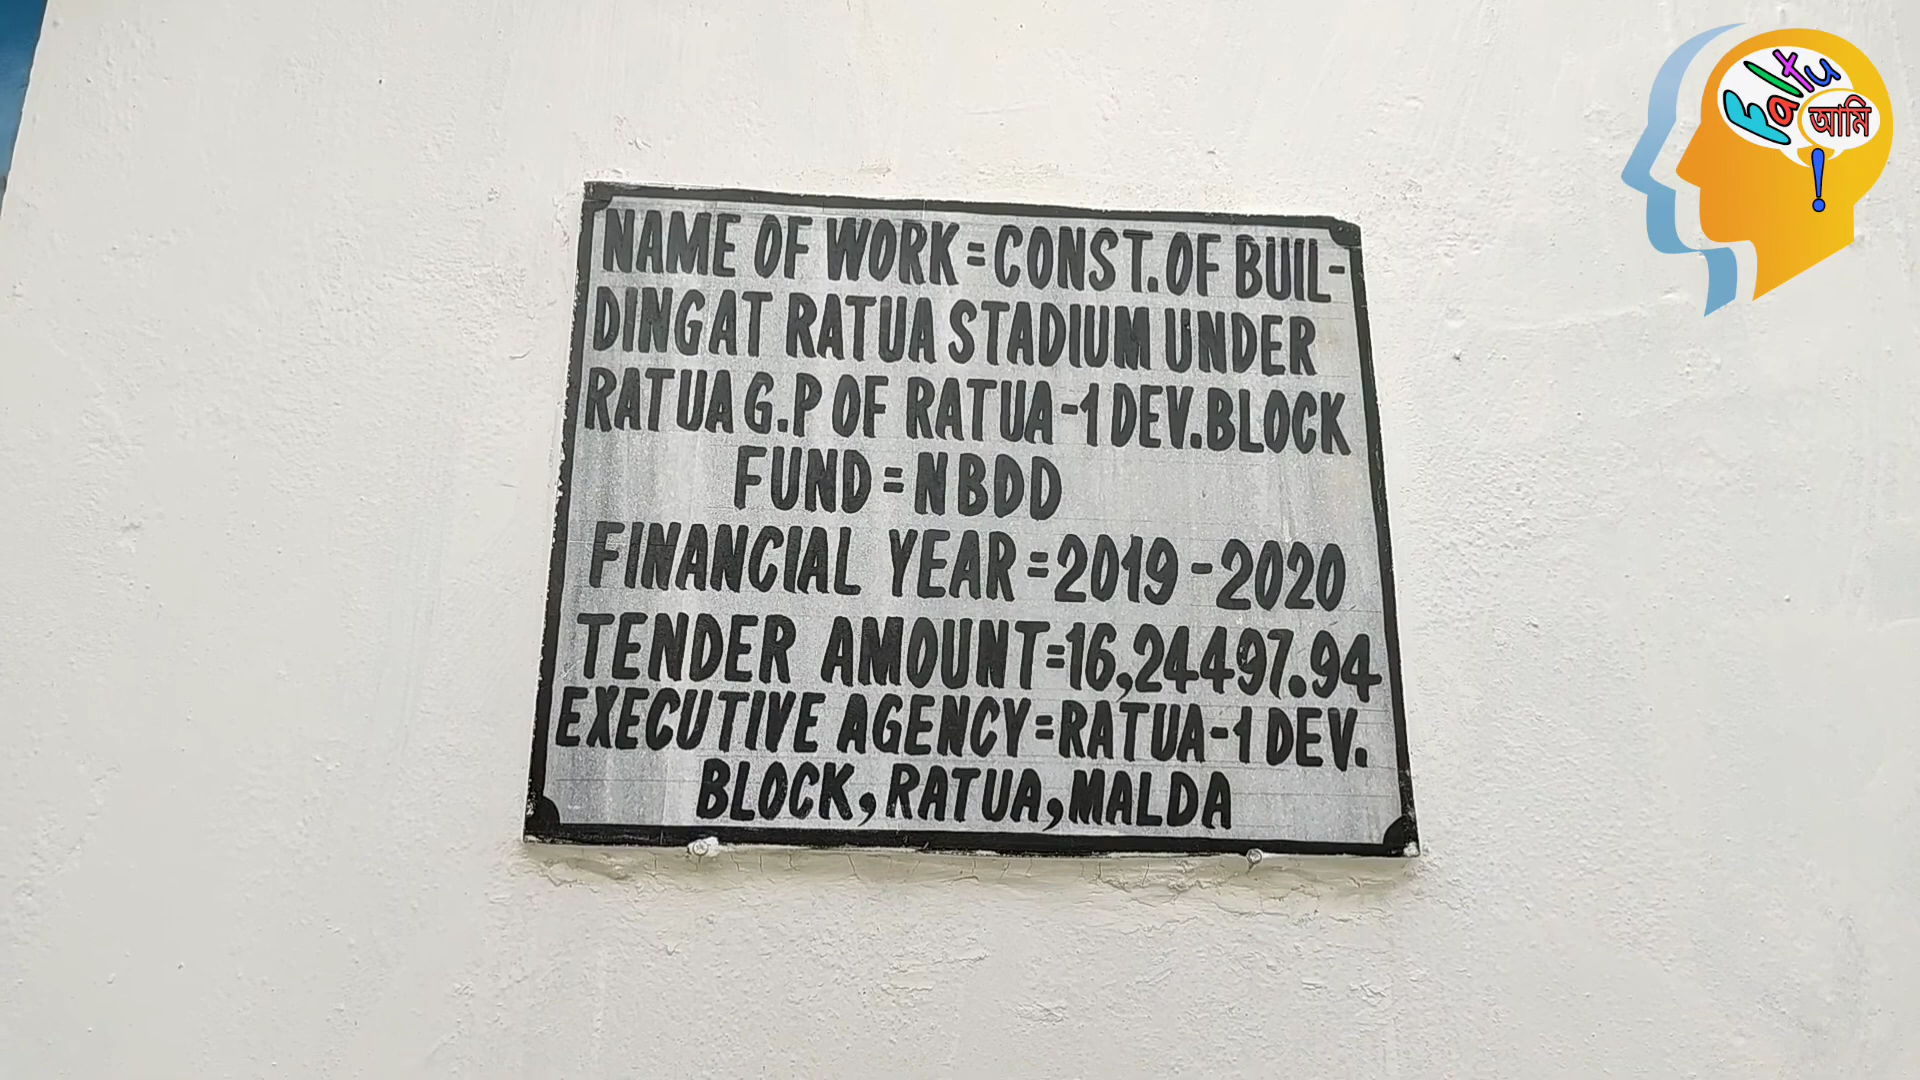 Faltu
আমি
!
NAME OF WORK=CONST.OF BUIL-
DINGAT RATUA STADIUM UNDER
RATUA G.P OF RATUA-1 DEV.BLOCK
FUND=NBDD
FINANCIAL YEAR=2019-2020
TENDER AMOUNT=16,24497.94
EXECUTIVE AGENCY=RATUA-1 DEV.
BLOCK, RATUA, MALDA